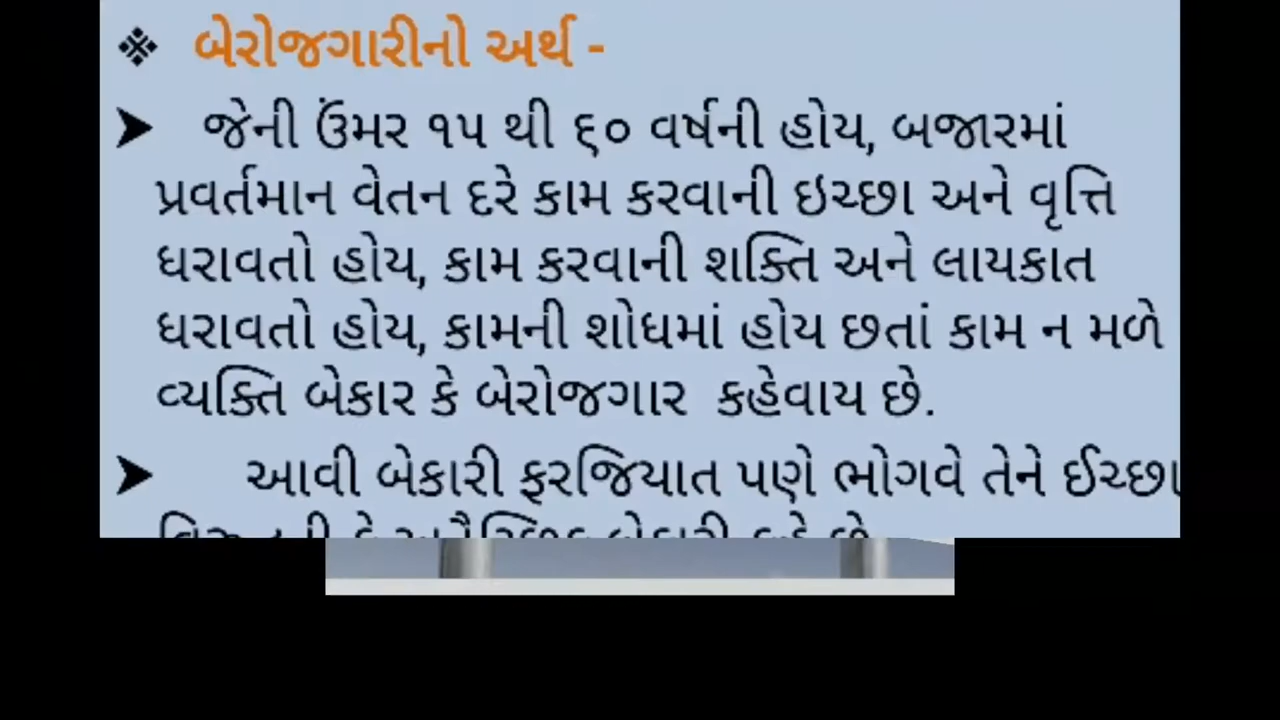 બેરોજગારીનો અર્થ -
જેની ઉંમર ૧૫ થી ૬૦ વર્ષની હોય, બજારમાં
પ્રવર્તમાન વેતન દરે કામ કરવાની ઇચ્છા અને વૃત્તિ
ધરાવતો હોય, કામ કરવાની શક્તિ અને લાયકાત
ધરાવતો હોય, કામની શોધમાં હોય છતાં કામ ન મળે
વ્યક્તિ બેકાર કે બેરોજગાર કહેવાય છે.
આવી બેકારી ફરજિયાત પણે ભોગવે તેને ઈચ્છા